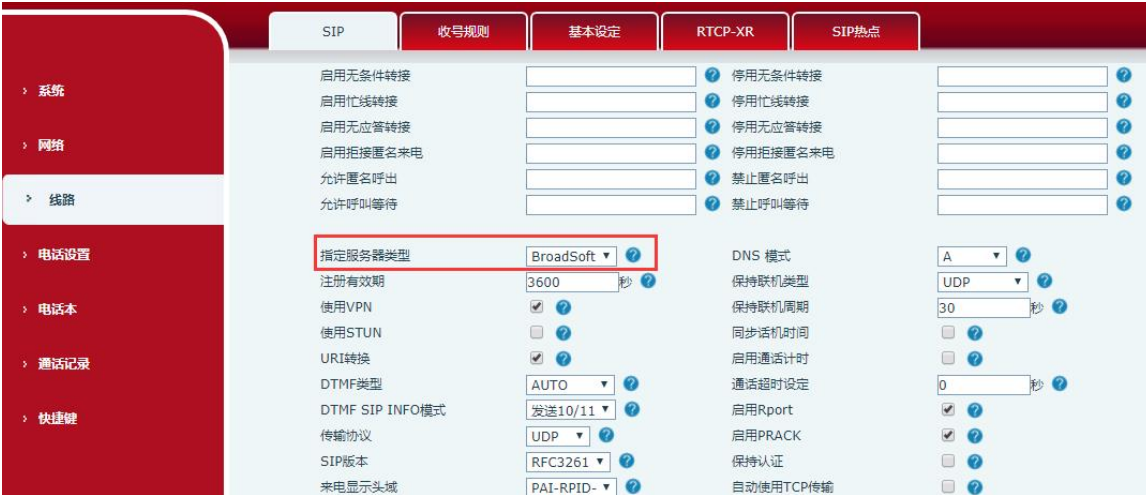 SIP 收号规则 基本设定 RTCP-XR SIP热点
系统
网络
线路
电话设置
电话本
通话记录
快捷键
启用无条件转接 停用无条件转接
启用忙线转接 停用忙线转接
启用无应答转接 停用无应答转接
启用拒接匿名来电 停用拒接匿名来电
允许匿名呼出 禁止匿名呼出
允许呼叫等待 禁止呼叫等待
指定服务器类型 BroadSoft DNS 模式 A
注册有效期 3600 秒 保持联机类型 UDP
使用VPN 保持联机周期 30 秒
使用STUN 同步话机时间
URI转换 启用通话计时
DTMF类型 AUTO 通话超时设定 0 秒
DTMF SIP INFO模式 发送10/11 启用Rport
传输协议 UDP 启用PRACK
SIP版本 RFC3261 保持认证
来电显示头域 PAI-RPID- 自动使用TCP传输